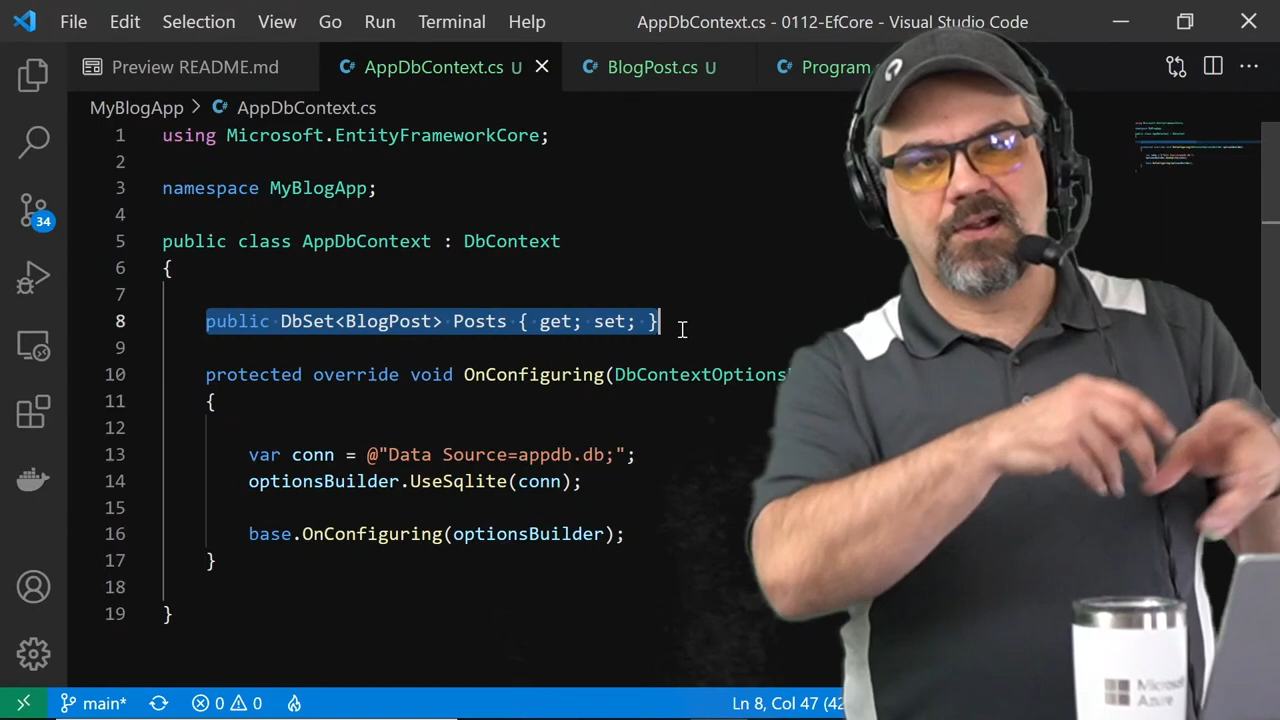 File Edit Selection View Go Run Terminal Help AppDbContext.cs - 0112-EfCore - Visual Studio Code
Preview README.md AppDbContext.cs U BlogPost.cs U Program
MyBlogApp > AppDbContext.cs
1 using Microsoft.EntityFrameworkCore;
2
3 namespace MyBlogApp;
4
5 public class AppDbContext : DbContext
6 {
7
8 public DbSet<BlogPost> Posts { get; set; }
9
10 protected override void OnConfiguring(DbContextOptions
11 {
12
13 var conn = @"Data Source=appdb.db;";
14 optionsBuilder.UseSqlite(conn);
15
16 base.OnConfiguring(optionsBuilder);
17 }
18
19 }
34
main* 0 0 Ln 8, Col 47 (42
Microsoft
Azure